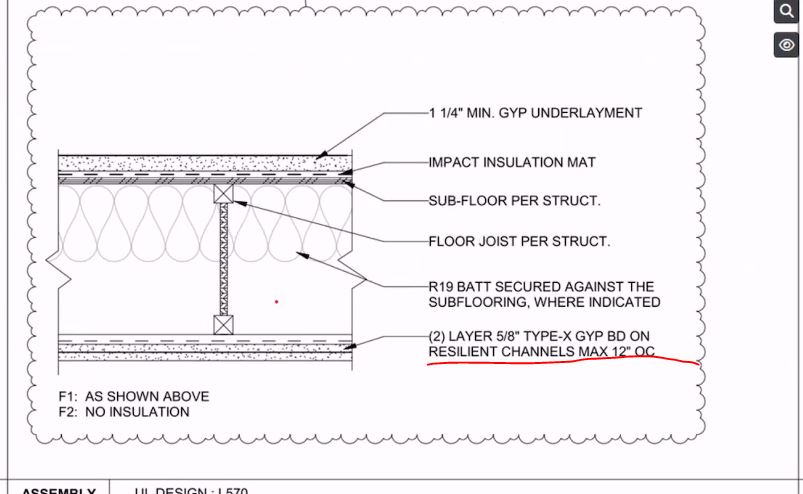 1 1/4" MIN. GYP UNDERLAYMENT
IMPACT INSULATION MAT
SUB-FLOOR PER STRUCT.
FLOOR JOIST PER STRUCT.
R19 BATT SECURED AGAINST THE
SUBFLOORING, WHERE INDICATED
(2) LAYER 5/8" TYPE-X GYP BD ON
RESILIENT CHANNELS MAX 12" OC
F1: AS SHOWN ABOVE
F2: NO INSULATION
ASSEMBLY
UL DESIGN : L570